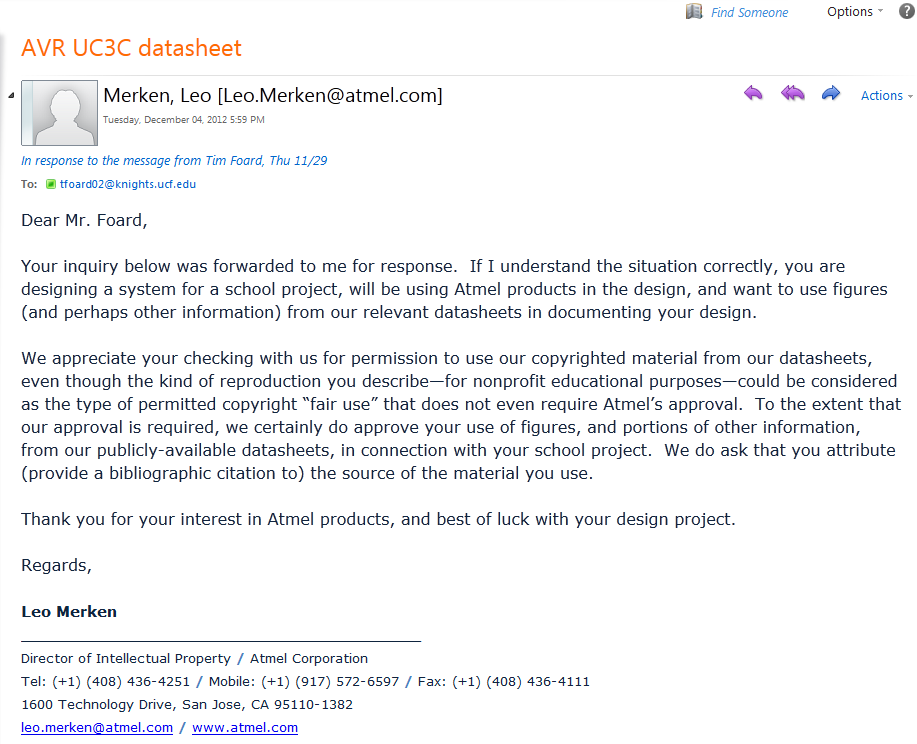 Find Someone Options
AVR UC3C datasheet
Merken, Leo [Leo.Merken@atmel.com]
Actions
Tuesday, December 04, 2012 5:59 PM
In response to the message from Tim Foard, Thu 11/29
To: tfoard02@knights.ucf.edu
Dear Mr. Foard,
Your inquiry below was forwarded to me for response.  If I understand the situation correctly, you are
designing a system for a school project, will be using Atmel products in the design, and want to use figures
(and perhaps other information) from our relevant datasheets in documenting your design.
We appreciate your checking with us for permission to use our copyrighted material from our datasheets,
even though the kind of reproduction you describe—for nonprofit educational purposes—could be considered
as the type of permitted copyright “fair use” that does not even require Atmel’s approval.  To the extent that
our approval is required, we certainly do approve your use of figures, and portions of other information,
from our publicly-available datasheets, in connection with your school project.  We do ask that you attribute
(provide a bibliographic citation to) the source of the material you use.
Thank you for your interest in Atmel products, and best of luck with your design project.
Regards,
Leo Merken
Director of Intellectual Property / Atmel Corporation
Tel: (+1) (408) 436-4251 / Mobile: (+1) (917) 572-6597 / Fax: (+1) (408) 436-4111
1600 Technology Drive, San Jose, CA 95110-1382
leo.merken@atmel.com / www.atmel.com